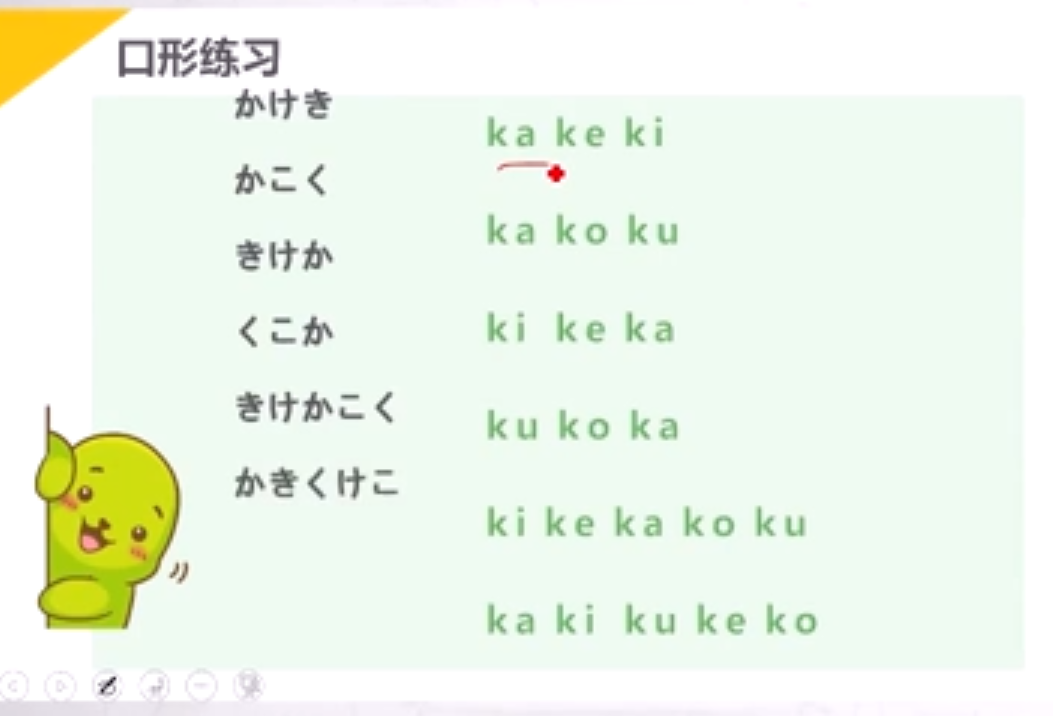 口形练习
かけき
かこく
きけか
くこか
きけかこく
かきくけこ
ka ke ki
ka ko ku
ki ke ka
ku ko ka
ki ke ka ko ku
ka ki ku ke ko